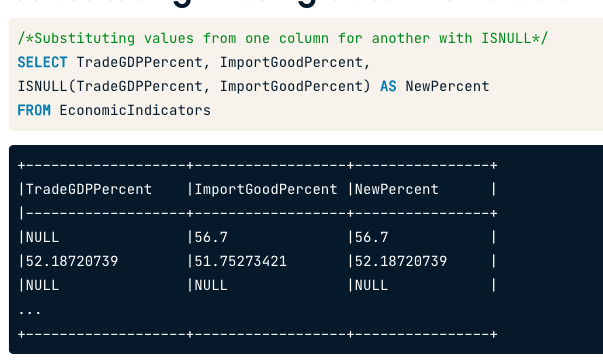 /*Substituting values from one column for another with ISNULL*/
SELECT TradeGDPPercent, ImportGoodPercent,
ISNULL(TradeGDPPercent, ImportGoodPercent) AS NewPercent
FROM EconomicIndicators
+-------------------+------------------+----------------+
|TradeGDPPercent    |ImportGoodPercent |NewPercent      |
|-------------------+------------------+----------------+
|NULL               |56.7              |56.7            |
|52.18720739        |51.75273421       |52.18720739     |
|NULL               |NULL              |NULL            |
...
+-------------------+------------------+----------------+